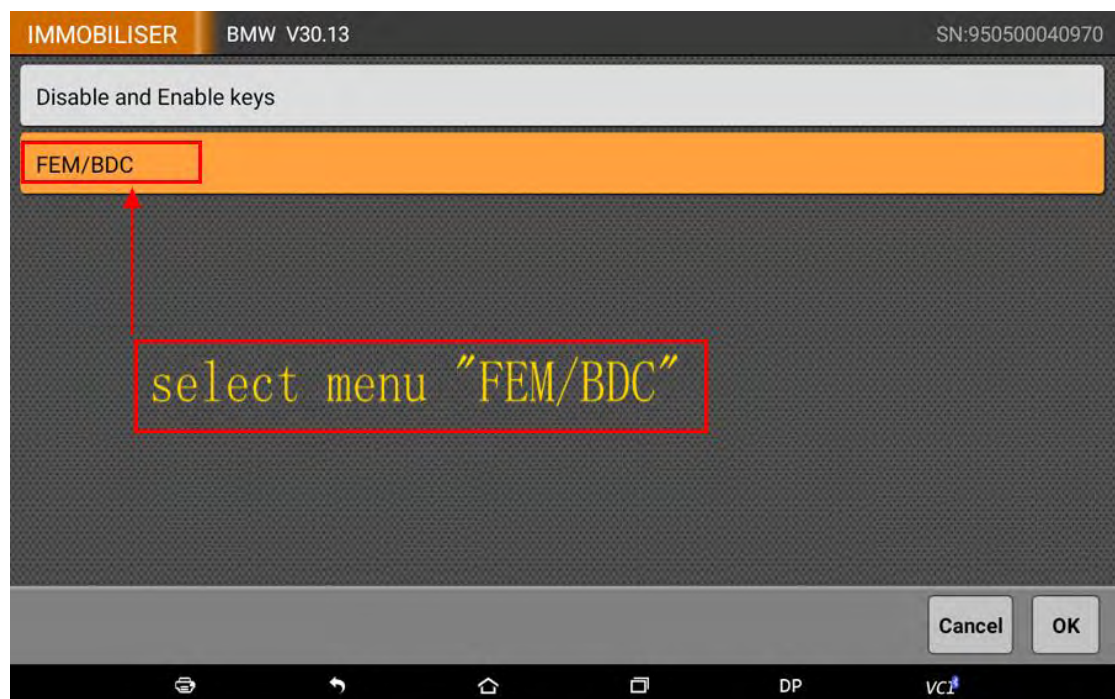 IMMOBILISER BMW V30.13 SN:950500040970
Disable and Enable keys
FEM/BDC
select menu "FEM/BDC"
Cancel OK
DP VCI